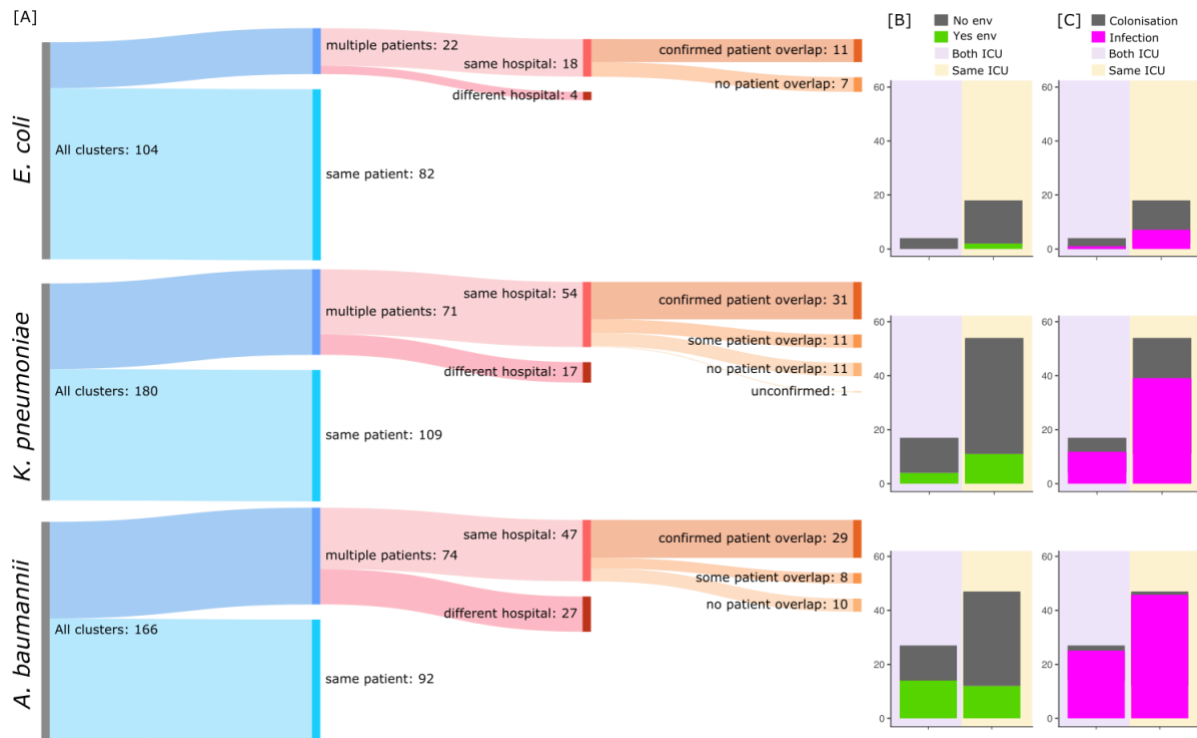 [A]
[B]
[C]
No env
Yes env
Both ICU
Same ICU
Colonisation
Infection
Both ICU
Same ICU
E. coli
All clusters: 104
multiple patients: 22
same patient: 82
same hospital: 18
different hospital: 4
confirmed patient overlap: 11
no patient overlap: 7
60
40
20
0
60
40
20
0
K. pneumoniae
All clusters: 180
multiple patients: 71
same patient: 109
same hospital: 54
different hospital: 17
confirmed patient overlap: 31
some patient overlap: 11
no patient overlap: 11
unconfirmed: 1
60
40
20
0
60
40
20
0
A. baumannii
All clusters: 166
multiple patients: 74
same patient: 92
same hospital: 47
different hospital: 27
confirmed patient overlap: 29
some patient overlap: 8
no patient overlap: 10
60
40
20
0
60
40
20
0